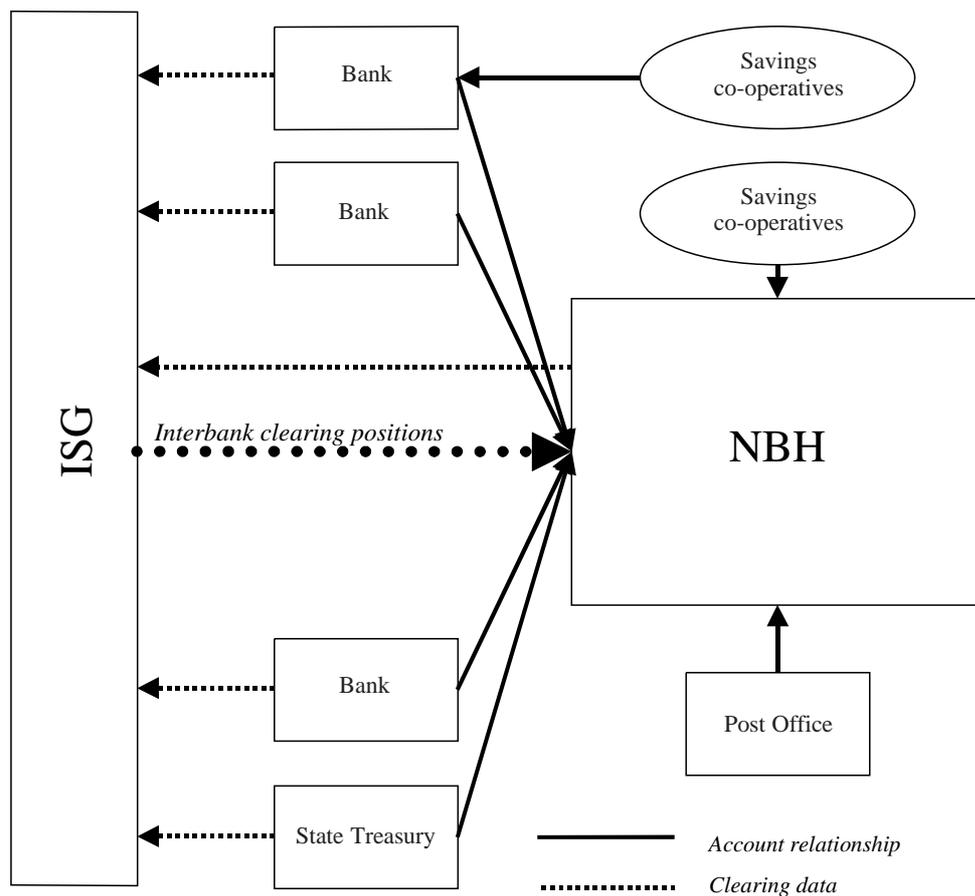 Bank
Savings
co-operatives
Bank
Savings
co-operatives
ISG
Interbank clearing positions
NBH
Bank
Post Office
State Treasury
Account relationship
Clearing data